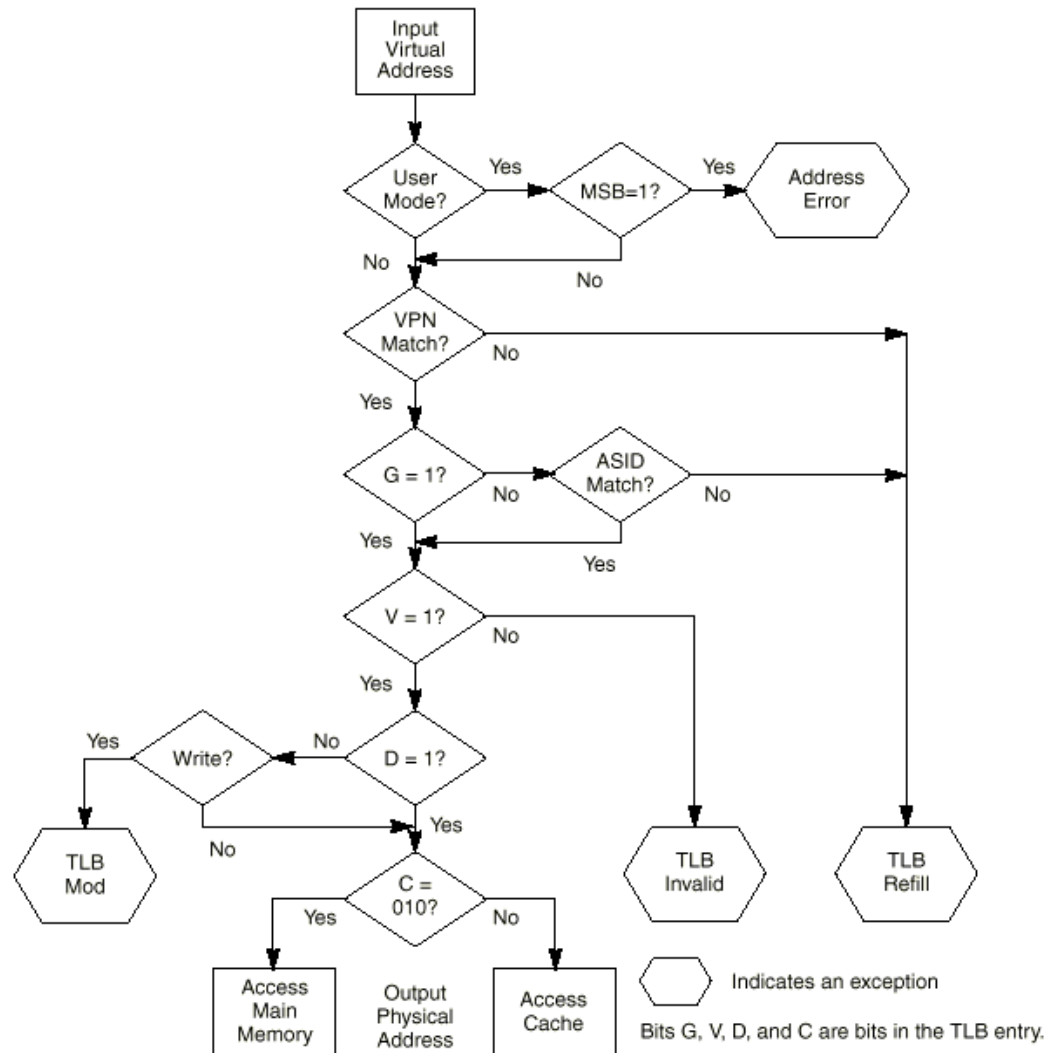 Input
Virtual
Address
User
Mode?
Yes
MSB=1?
Yes
Address
Error
No
No
VPN
Match?
No
Yes
G = 1?
No
ASID
Match?
No
Yes
Yes
V = 1?
No
Yes
Yes
Write?
No
D = 1?
No
Yes
TLB
Mod
C =
010?
Yes
No
TLB
Invalid
TLB
Refill
Access
Main
Memory
Output
Physical
Address
Access
Cache
Indicates an exception
Bits G, V, D, and C are bits in the TLB entry.